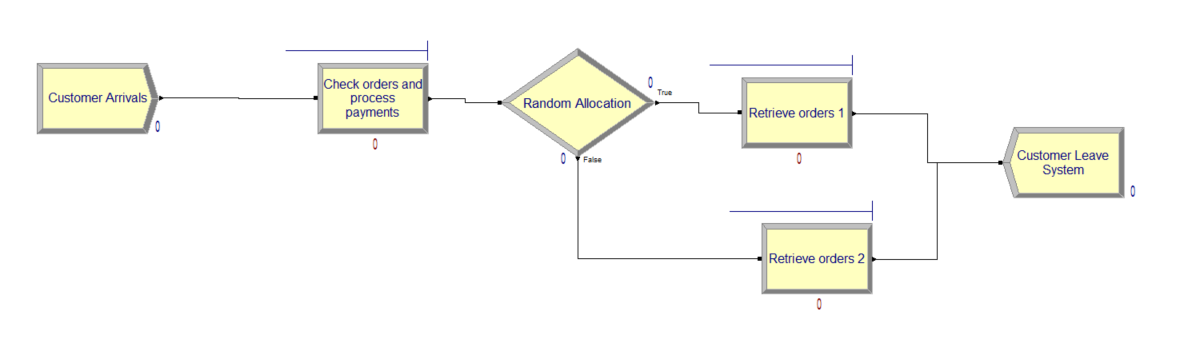 Customer Arrivals
0
Check orders and
process
payments
0
Random Allocation
0
True
0
False
Retrieve orders 1
0
Retrieve orders 2
0
Customer Leave
System
0